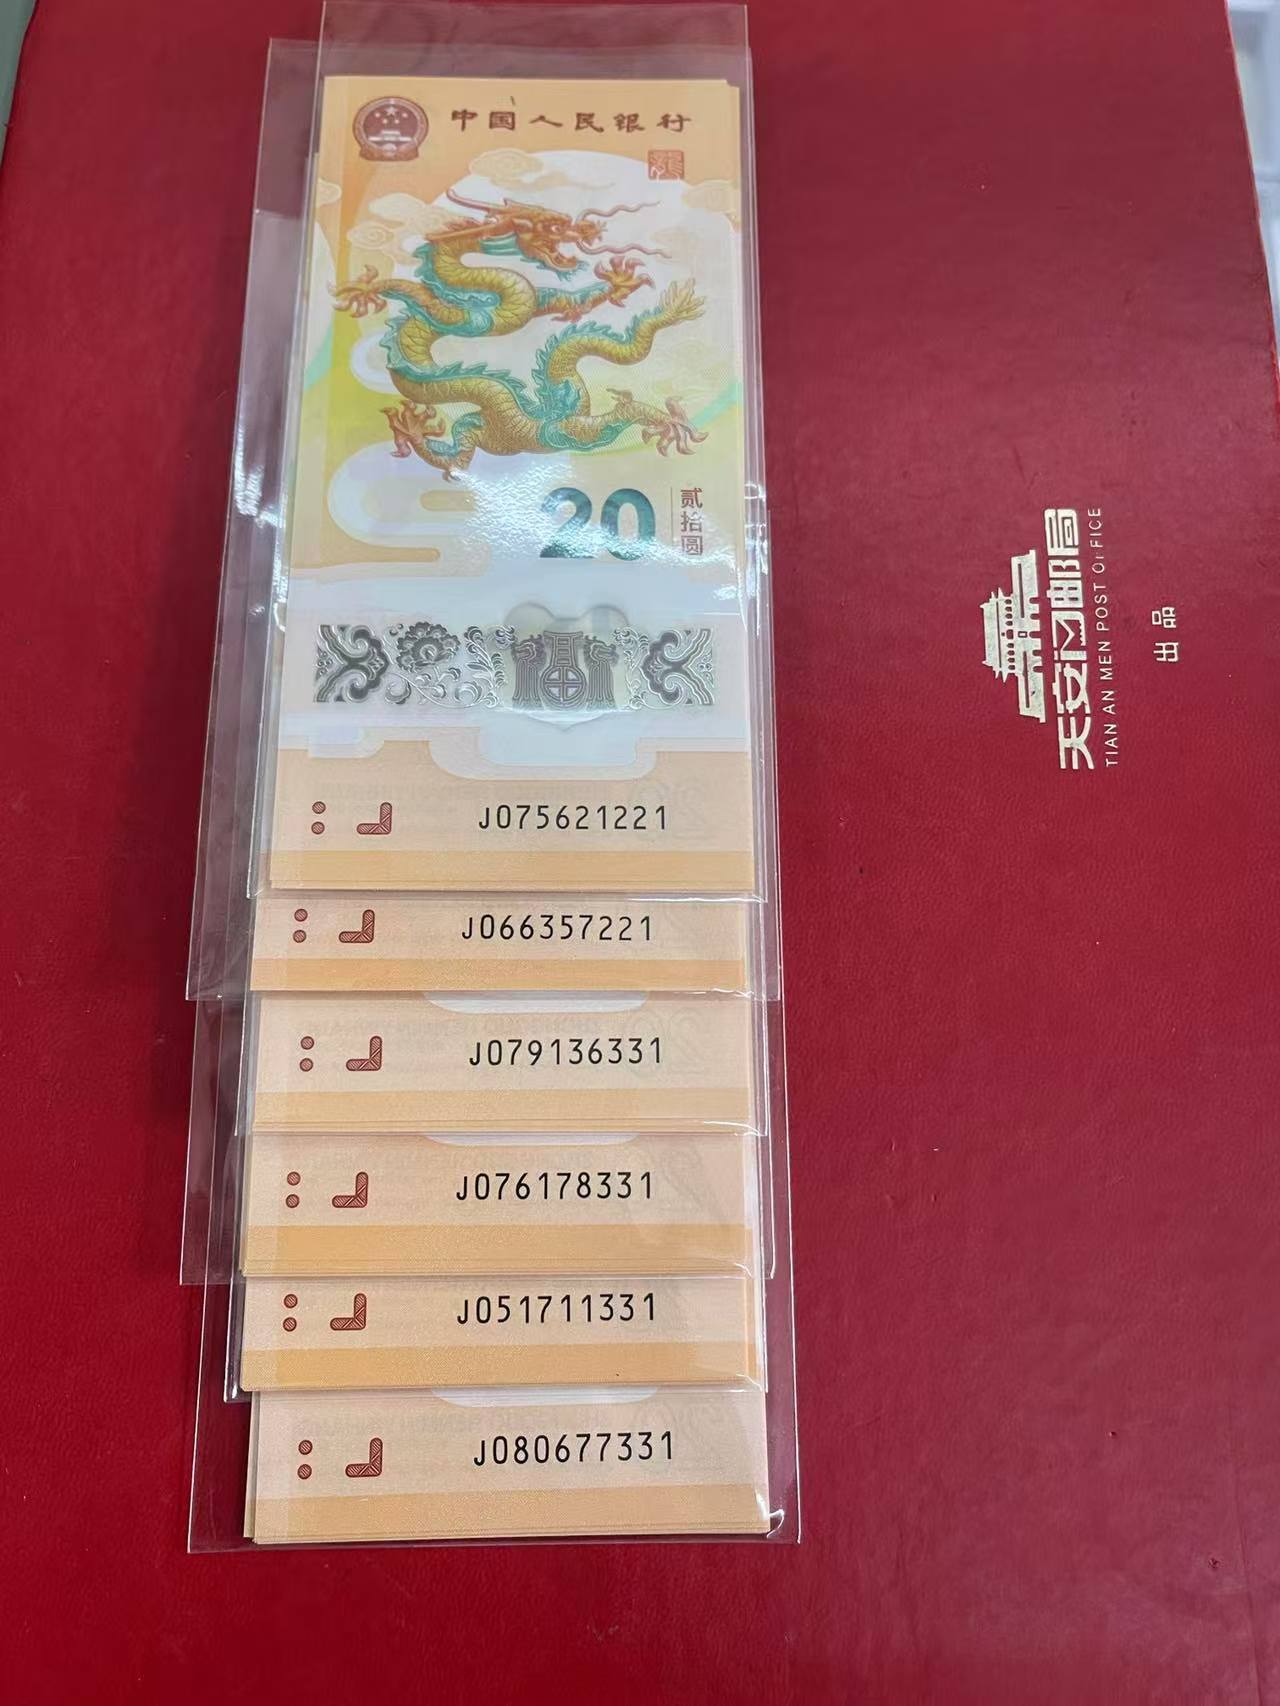 中国人民银行
龍
20
贰拾圆
J075621221
J066357221
J079136331
J076178331
J051711331
J080677331
天安门邮局
TIAN AN MEN POST OFFICE
出品